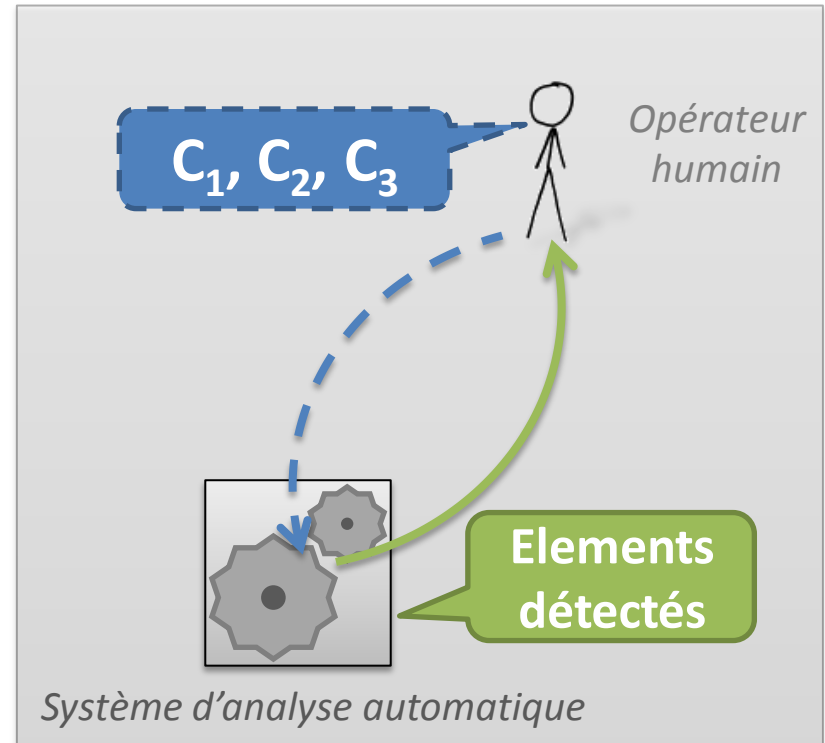 Opérateur
humain
C₁, C₂, C₃
Elements
détectés
Système d’analyse automatique